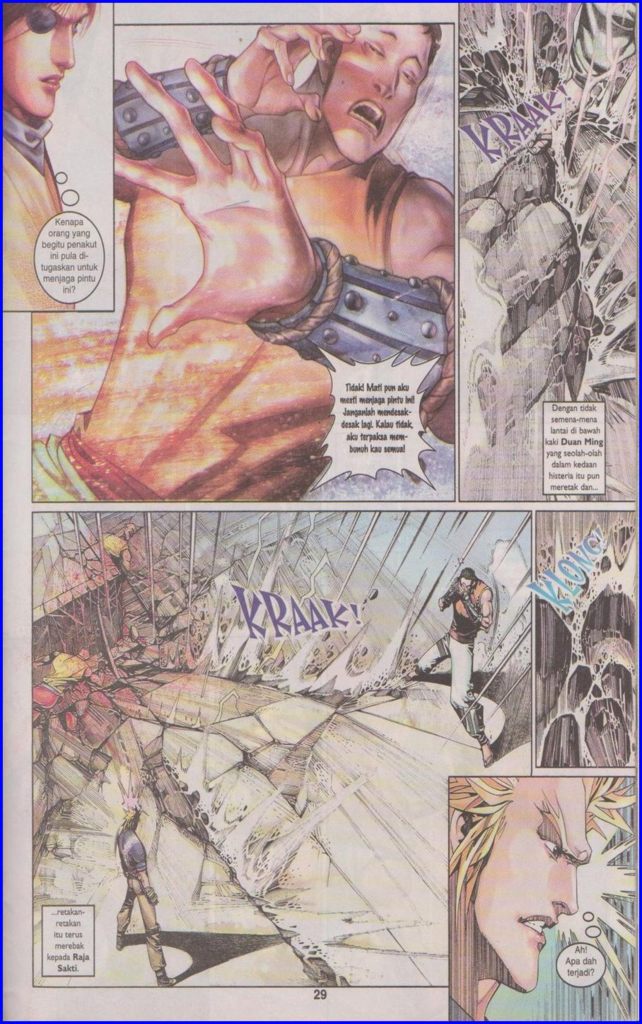 Kenapa
orang yang
begitu penakut
ini pula di-
tugaskan untuk
menjaga pintu
ini?
Tidak! Mati pun aku
mesti menjaga pintu ini!
Janganlah mendesak-
desak lagi. Kalau tidak,
aku terpaksa mem-
bunuh kau semua!
KRAAK!
Dengan tidak
semena-mena
lantai di bawah
kaki Duan Ming
yang seolah-olah
dalam kedaan
histeria itu pun
meretak dan...
KRAAK!
KLONG!
...retakan-
retakan
itu terus
merebak
kepada Raja
Sakti.
Ah!
Apa dah
terjadi?
29